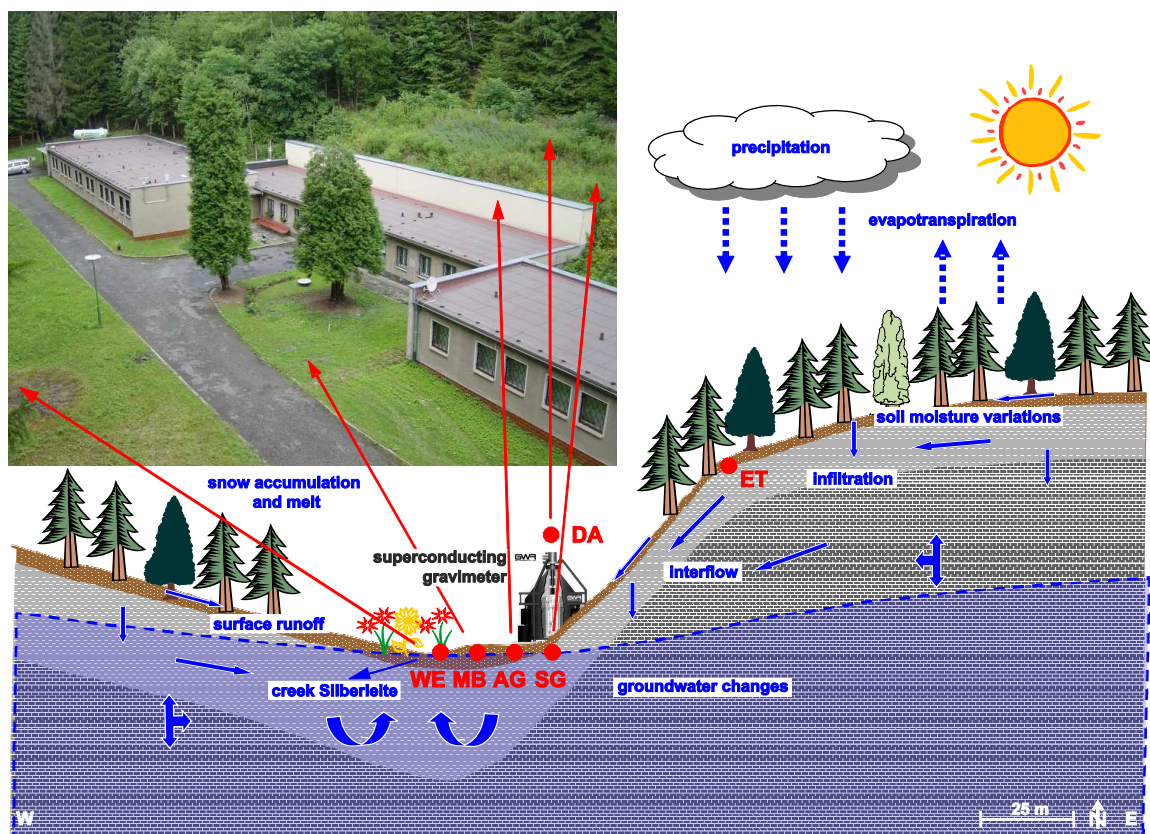 precipitation
evapotranspiration
soil moisture variations
ET
infiltration
snow accumulation
and melt
DA
superconducting
gravimeter
GWR
interflow
surface runoff
WE MB AG SG
creek Silberleite
groundwater changes
W
25 m
N
E